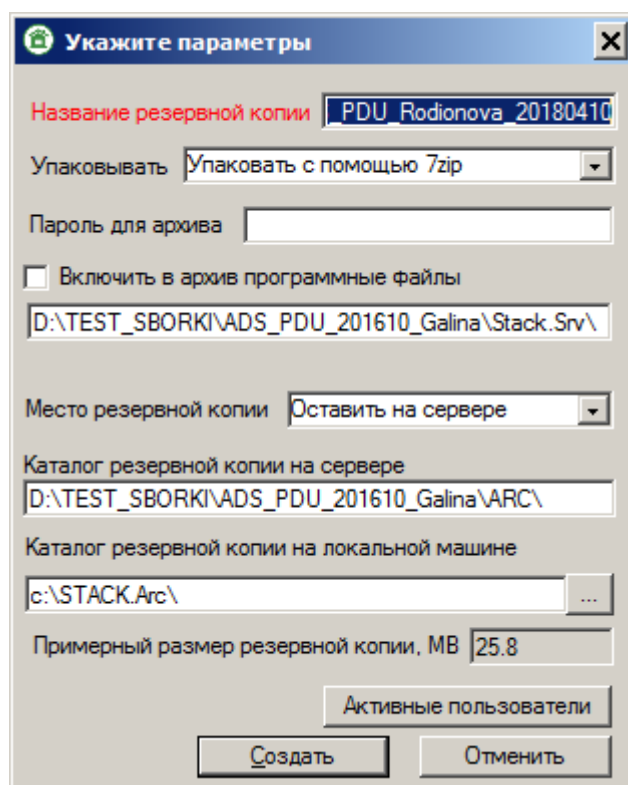 Укажите параметры
Название резервной копии _PDU_Rodionova_20180410
Упаковывать Упаковать с помощью 7zip
Пароль для архива
Включить в архив программные файлы
D:\TEST_SBORKI\ADS_PDU_201610_Galina\Stack.Srv\
Место резервной копии Оставить на сервере
Каталог резервной копии на сервере
D:\TEST_SBORKI\ADS_PDU_201610_Galina\ARC\
Каталог резервной копии на локальной машине
c:\STACK.Arc\ ...
Примерный размер резервной копии, MB 25.8
Активные пользователи
Создать Отменить